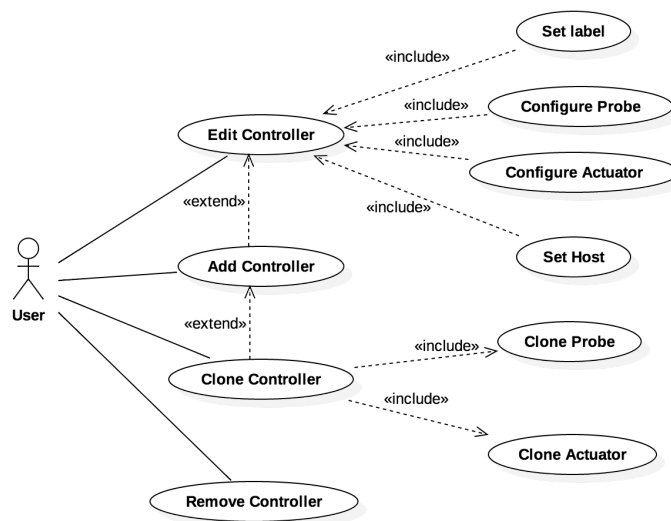 Set label
«include»
«include»
Configure Probe
Edit Controller
«include»
Configure Actuator
«extend»
«include»
Add Controller
Set Host
User
«extend»
Clone Probe
«include»
Clone Controller
«include»
Clone Actuator
Remove Controller